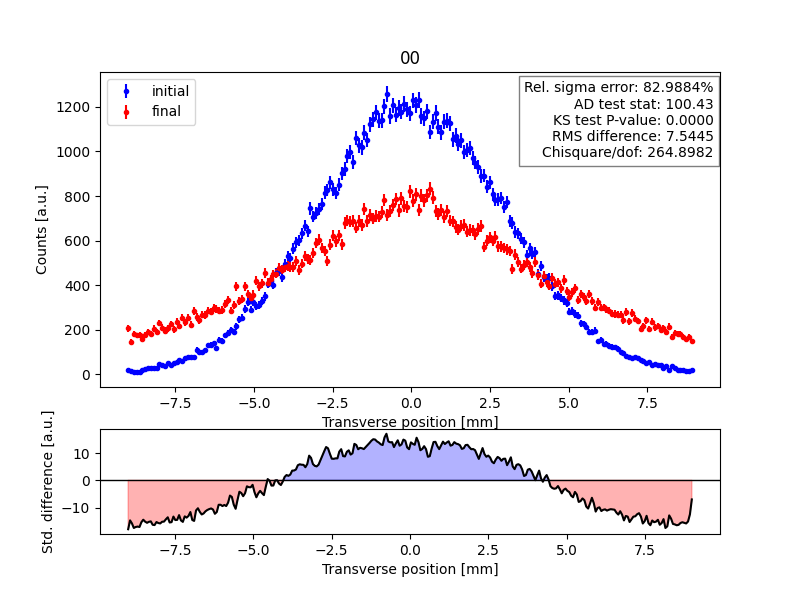 00
initial
final
Rel. sigma error: 82.9884%
AD test stat: 100.43
KS test P-value: 0.0000
RMS difference: 7.5445
Chisquare/dof: 264.8982
Counts [a.u.]
1200
1000
800
600
400
200
0
−7.5 −5.0 −2.5 0.0 2.5 5.0 7.5
Transverse position [mm]
Std. difference [a.u.]
10
0
−10
−7.5 −5.0 −2.5 0.0 2.5 5.0 7.5
Transverse position [mm]